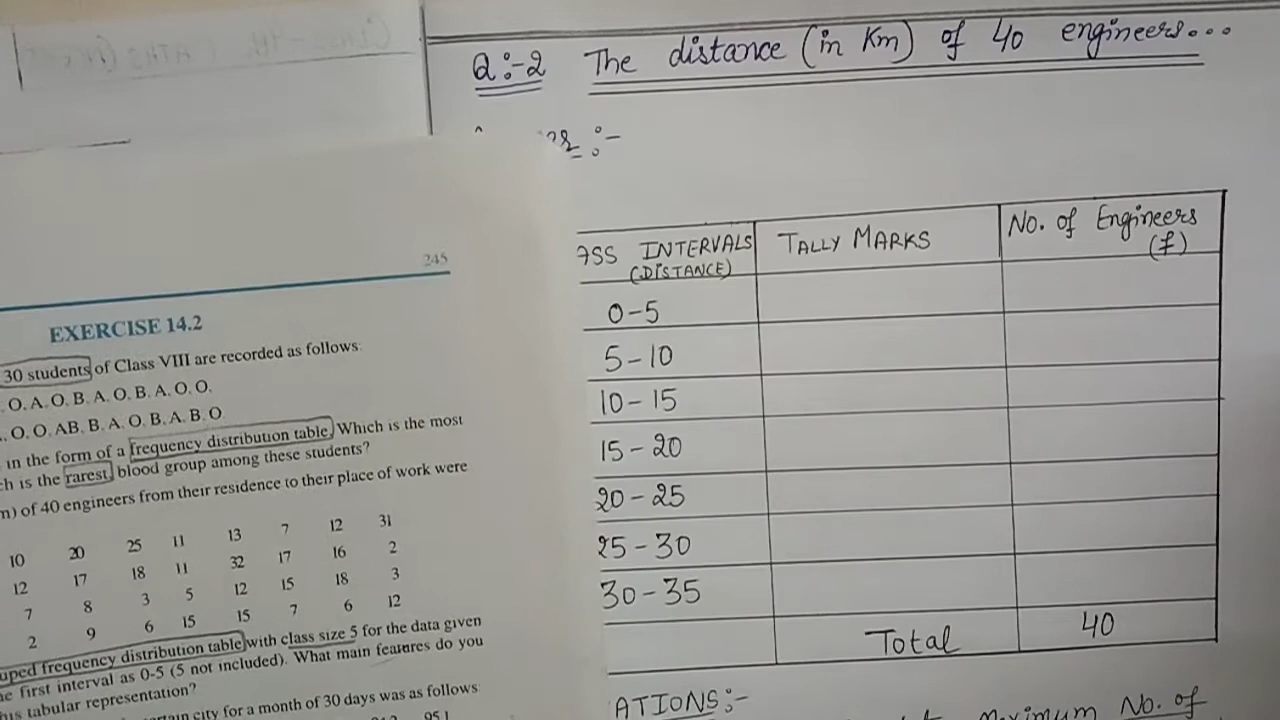 Q:-2 The distance (in Km) of 40 engineers...
245
EXERCISE 14.2
30 students of Class VIII are recorded as follows:
O, A, O, B, A, O, B, A, O, O,
O, O, AB, B, A, O, B, A, B, O.
in the form of a frequency distribution table. Which is the most
is the rarest, blood group among these students?
of 40 engineers from their residence to their place of work were
10 20 25 11 13 7 12 31
12 17 18 11 32 17 16 2
7 8 3 5 12 15 18 3
2 9 6 15 15 7 6 12
frequency distribution table with class size 5 for the data given
first interval as 0-5 (5 not included). What main features do you
tabular representation?
city for a month of 30 days was as follows
95.1
INTERVALS TALLY MARKS No. of Engineers
(DISTANCE) (f)
0-5
5-10
10-15
15-20
20-25
25-30
30-35
Total 40
ATIONS:-
No. of